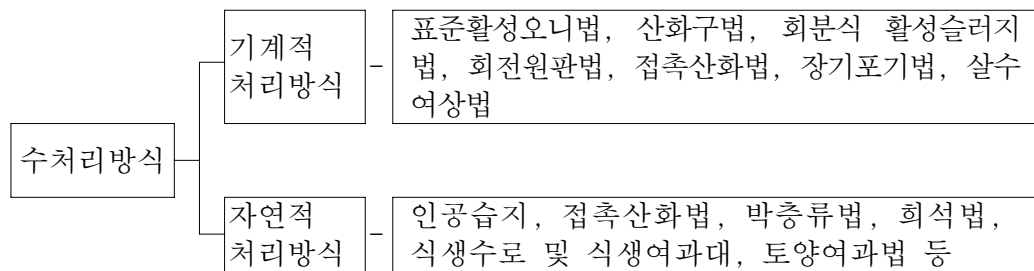 기계적
처리방식
-
표준활성오니법, 산화구법, 회분식 활성슬러지
법, 회전원판법, 접촉산화법, 장기포기법, 살수
여상법
수처리방식
자연적
처리방식
-
인공습지, 접촉산화법, 박층류법, 희석법,
식생수로 및 식생여과대, 토양여과법 등